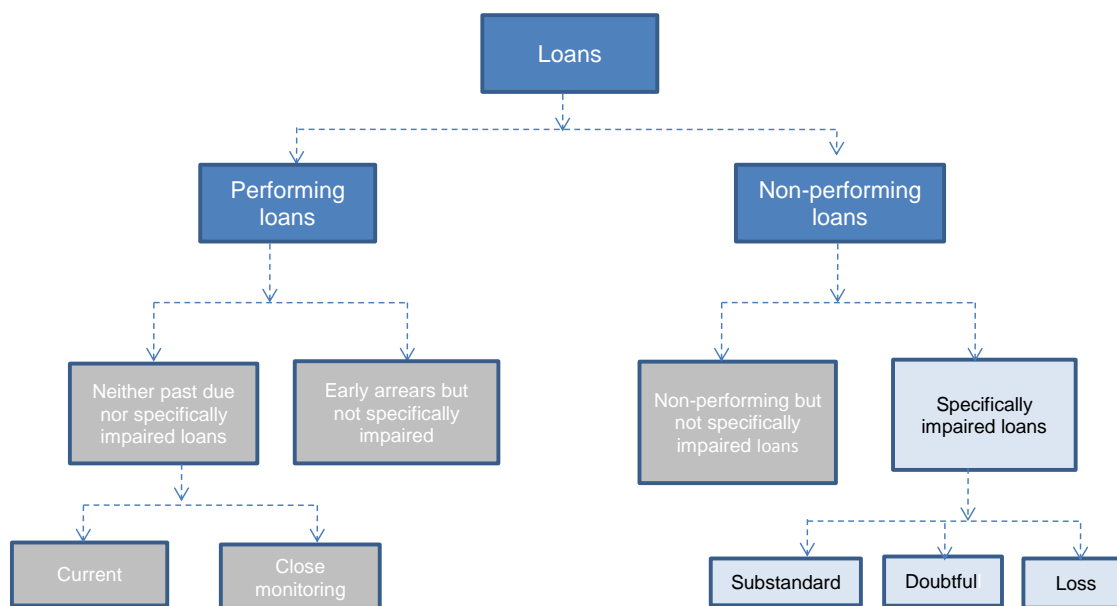 Loans
Performing
loans
Non-performing
loans
Neither past due
nor specifically
impaired loans
Early arrears but
not specifically
impaired
Non-performing but
not specifically
impaired loans
Specifically
impaired loans
Current
Close
monitoring
Substandard
Doubtful
Loss